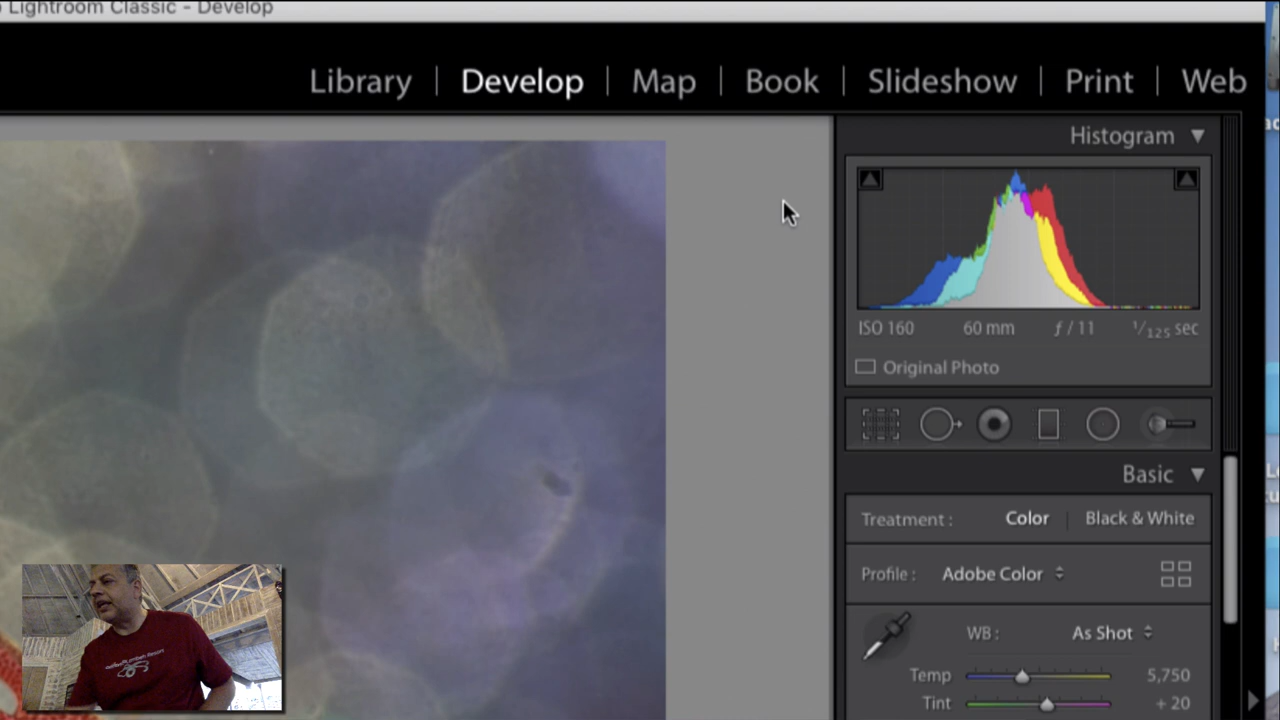 Lightroom Classic - Develop
Library | Develop | Map | Book | Slideshow | Print | Web
Histogram
ISO 160 60 mm ƒ / 11 1/125 sec
Original Photo
Basic
Treatment : Color | Black & White
Profile : Adobe Color
WB : As Shot
Temp 5,750
Tint + 20